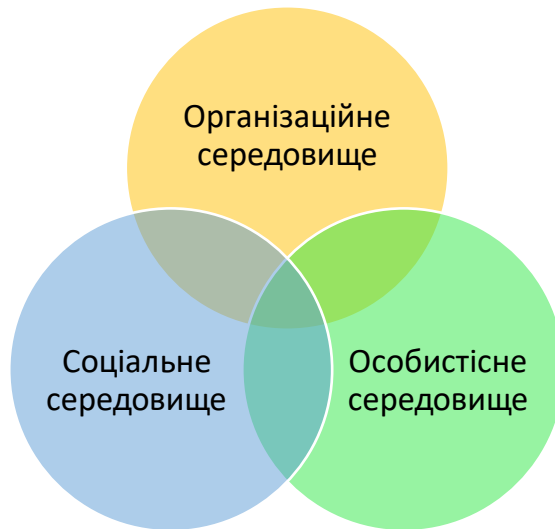 Організаційне
середовище
Соціальне
середовище
Особистісне
середовище